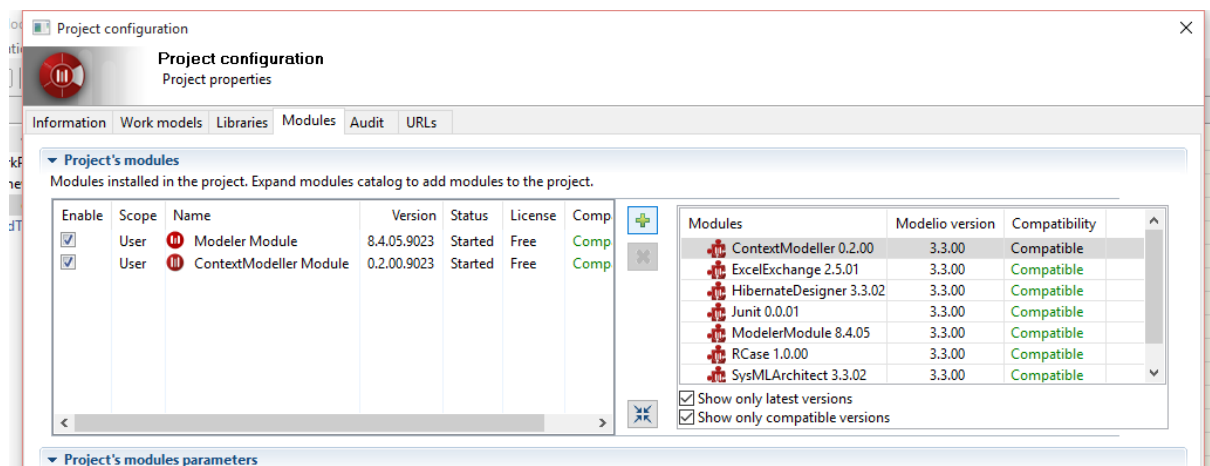 Project configuration
Project configuration
Project properties
Information Work models Libraries Modules Audit URLs
Project's modules
Modules installed in the project. Expand modules catalog to add modules to the project.
Enable Scope Name Version Status License Comp
User Modeler Module 8.4.05.9023 Started Free Comp
User ContextModeller Module 0.2.00.9023 Started Free Comp
Modules Modelio version Compatibility
ContextModeller 0.2.00 3.3.00 Compatible
ExcelExchange 2.5.01 3.3.00 Compatible
HibernateDesigner 3.3.02 3.3.00 Compatible
Junit 0.0.01 3.3.00 Compatible
ModelerModule 8.4.05 3.3.00 Compatible
RCase 1.0.00 3.3.00 Compatible
SysMLArchitect 3.3.02 3.3.00 Compatible
Show only latest versions
Show only compatible versions
Project's modules parameters